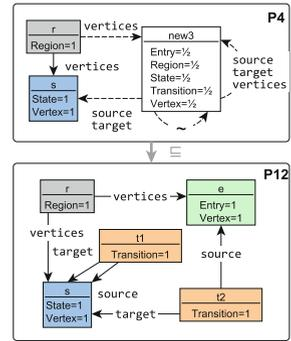 P4
r
Region=1
vertices
new3
Entry=½
Region=½
State=½
Transition=½
Vertex=½
vertices
source
target
vertices
s
State=1
Vertex=1
source
target
~
⊑
P12
r
Region=1
vertices
e
Entry=1
Vertex=1
vertices
target
t1
Transition=1
source
s
State=1
Vertex=1
source
target
t2
Transition=1